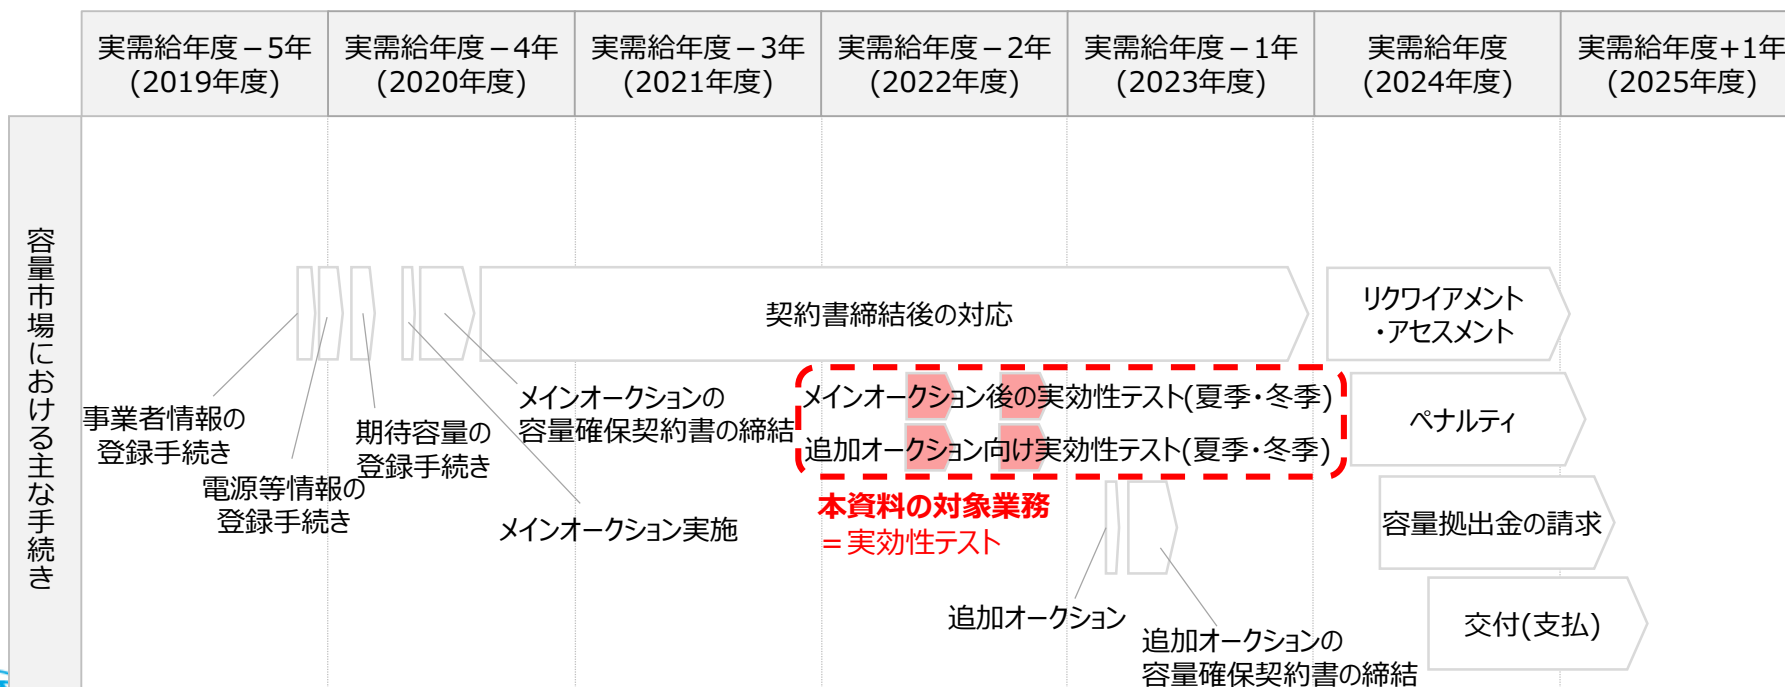 実需給年度－5年
(2019年度)
実需給年度－4年
(2020年度)
実需給年度－3年
(2021年度)
実需給年度－2年
(2022年度)
実需給年度－1年
(2023年度)
実需給年度
(2024年度)
実需給年度+1年
(2025年度)
容量市場における主な手続き
契約書締結後の対応
リクワイアメント
・アセスメント
事業者情報の
登録手続き
電源等情報の
登録手続き
期待容量の
登録手続き
メインオークションの
容量確保契約書の締結
メインオークション実施
メインオークション後の実効性テスト(夏季・冬季)
追加オークション向け実効性テスト(夏季・冬季)
本資料の対象業務
＝実効性テスト
ペナルティ
容量拠出金の請求
追加オークション
追加オークションの
容量確保契約書の締結
交付(支払)